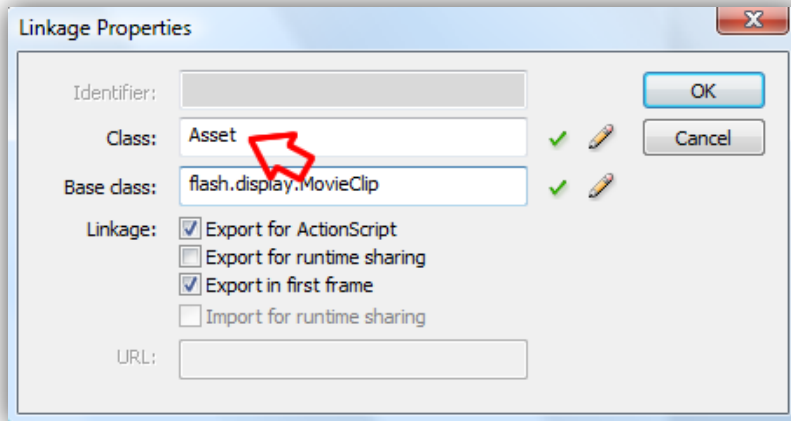 Linkage Properties
Identifier:
OK
Class: Asset
Cancel
Base class: flash.display.MovieClip
Linkage: Export for ActionScript
Export for runtime sharing
Export in first frame
Import for runtime sharing
URL: